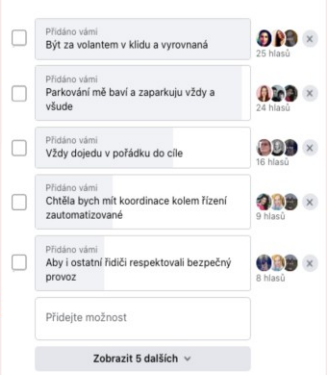 Přidáno vámi
Být za volantem v klidu a vyrovnaná
25 hlasů
Přidáno vámi
Parkování mě baví a zaparkuju vždy a
všude
24 hlasů
Přidáno vámi
Vždy dojedu v pořádku do cíle
16 hlasů
Přidáno vámi
Chtěla bych mít koordinace kolem řízení
zautomatizované
9 hlasů
Přidáno vámi
Aby i ostatní řidiči respektovali bezpečný
provoz
8 hlasů
Přidejte možnost
Zobrazit 5 dalších